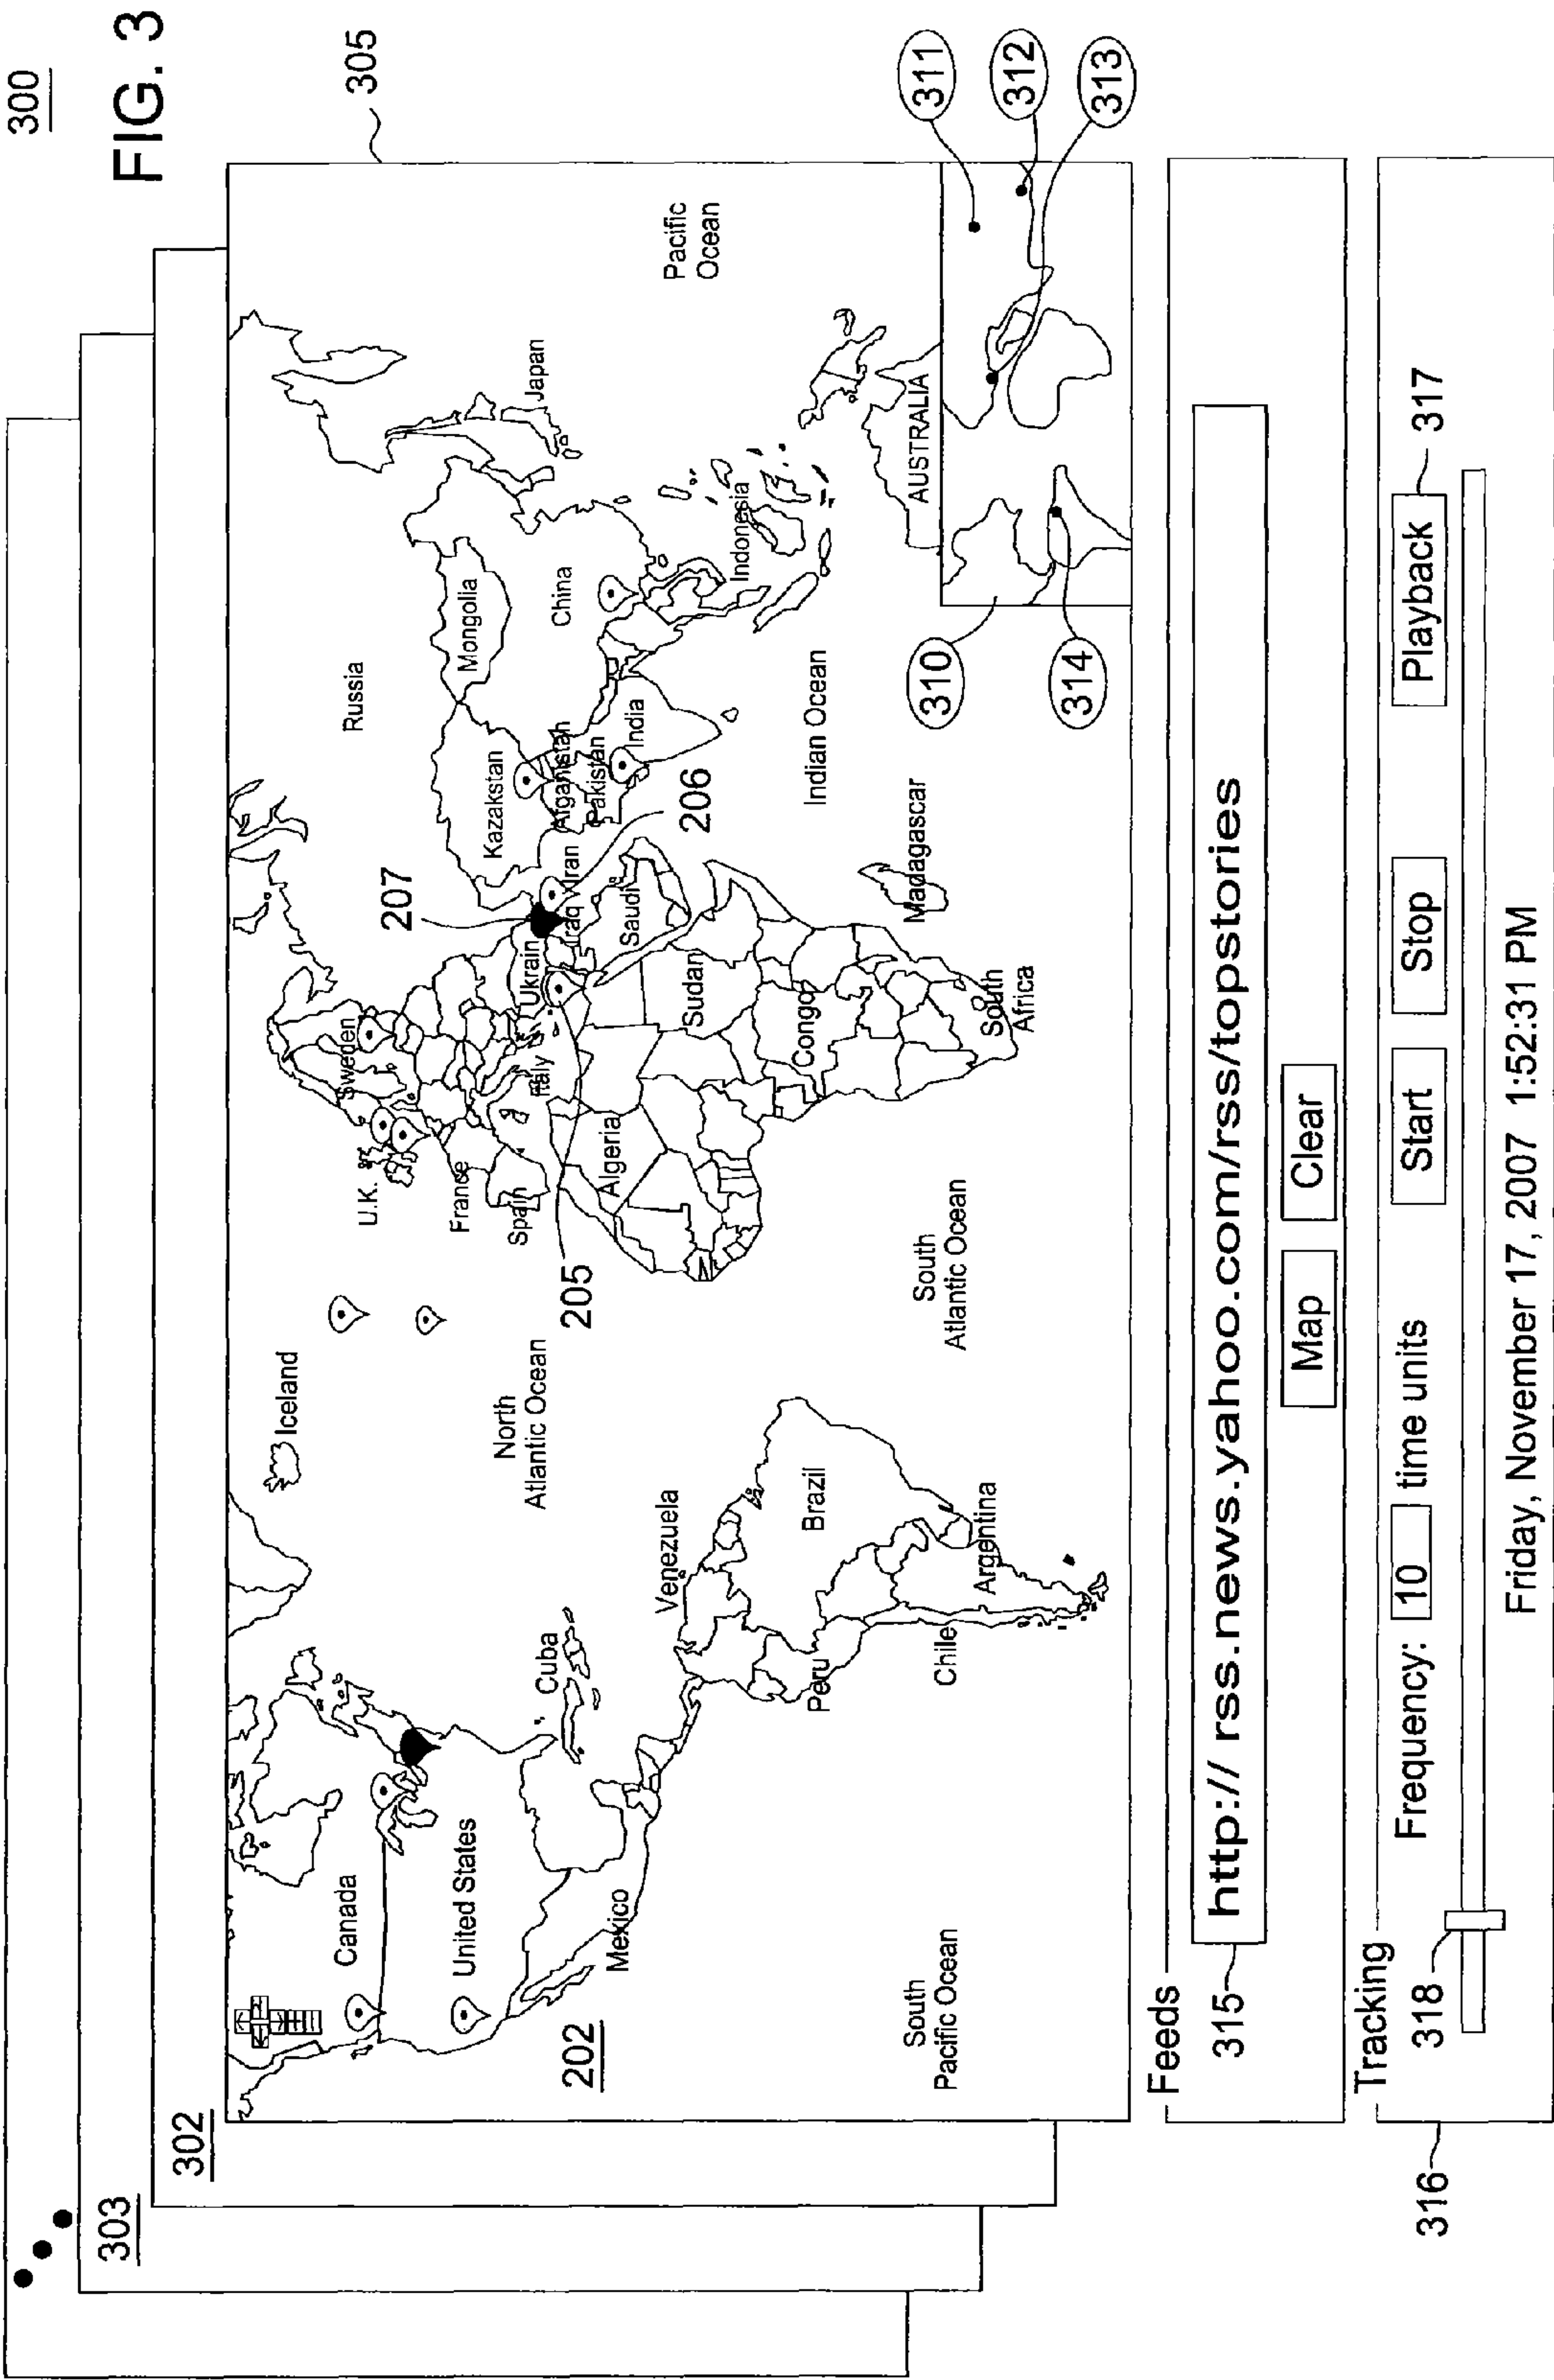 300
FIG. 3
303
302
305
Canada
United States
Mexico
Cuba
Iceland
North
Atlantic Ocean
Venezuela
Brazil
Peru
Chile
Argentina
South
Pacific Ocean
South
Atlantic Ocean
202
U.K.
Sweden
France
Spain
Italy
Ukrain
Algeria
205
207
206
Iraq
Iran
Saudi
Sudan
Congo
South
Africa
Madagascar
Russia
Kazakstan
Mongolia
China
Afganistan
Pakistan
India
Japan
Indonesia
Indian Ocean
Pacific
Ocean
AUSTRALIA
310
311
312
313
314
Feeds
315
http:// rss.news.yahoo.com/rss/topstories
Map
Clear
Tracking
316
Frequency: 10 time units
Start
Stop
Playback
317
318
Friday, November 17, 2007 1:52:31 PM